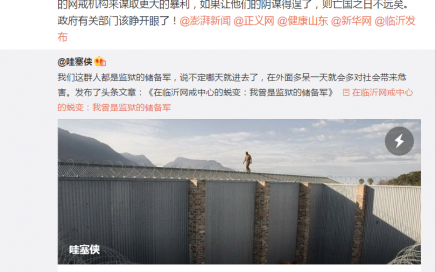 的网戒机构来谋取更大的暴利，如果让他们的阴谋得逞了，则亡国之日不远矣。
政府有关部门该睁开眼了！@澎湃新闻 @正义网 @健康山东 @新华网 @临沂发
布
@哇塞侠
我们这群人都是监狱的储备军，说不定哪天就进去了，在外面多呆一天就会多对社会带来危
害。发布了头条文章：《在临沂网戒中心的蜕变：我曾是监狱的储备军》 在临沂网戒中心
的蜕变：我曾是监狱的储备军
哇塞侠